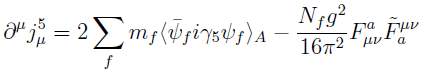 ∂^μ j_μ^5 = 2 ∑_f m_f ⟨ψ̄_f iγ_5 ψ_f⟩_A − (N_f g^2 / 16π^2) F_{μν}^a F̃_a^{μν}